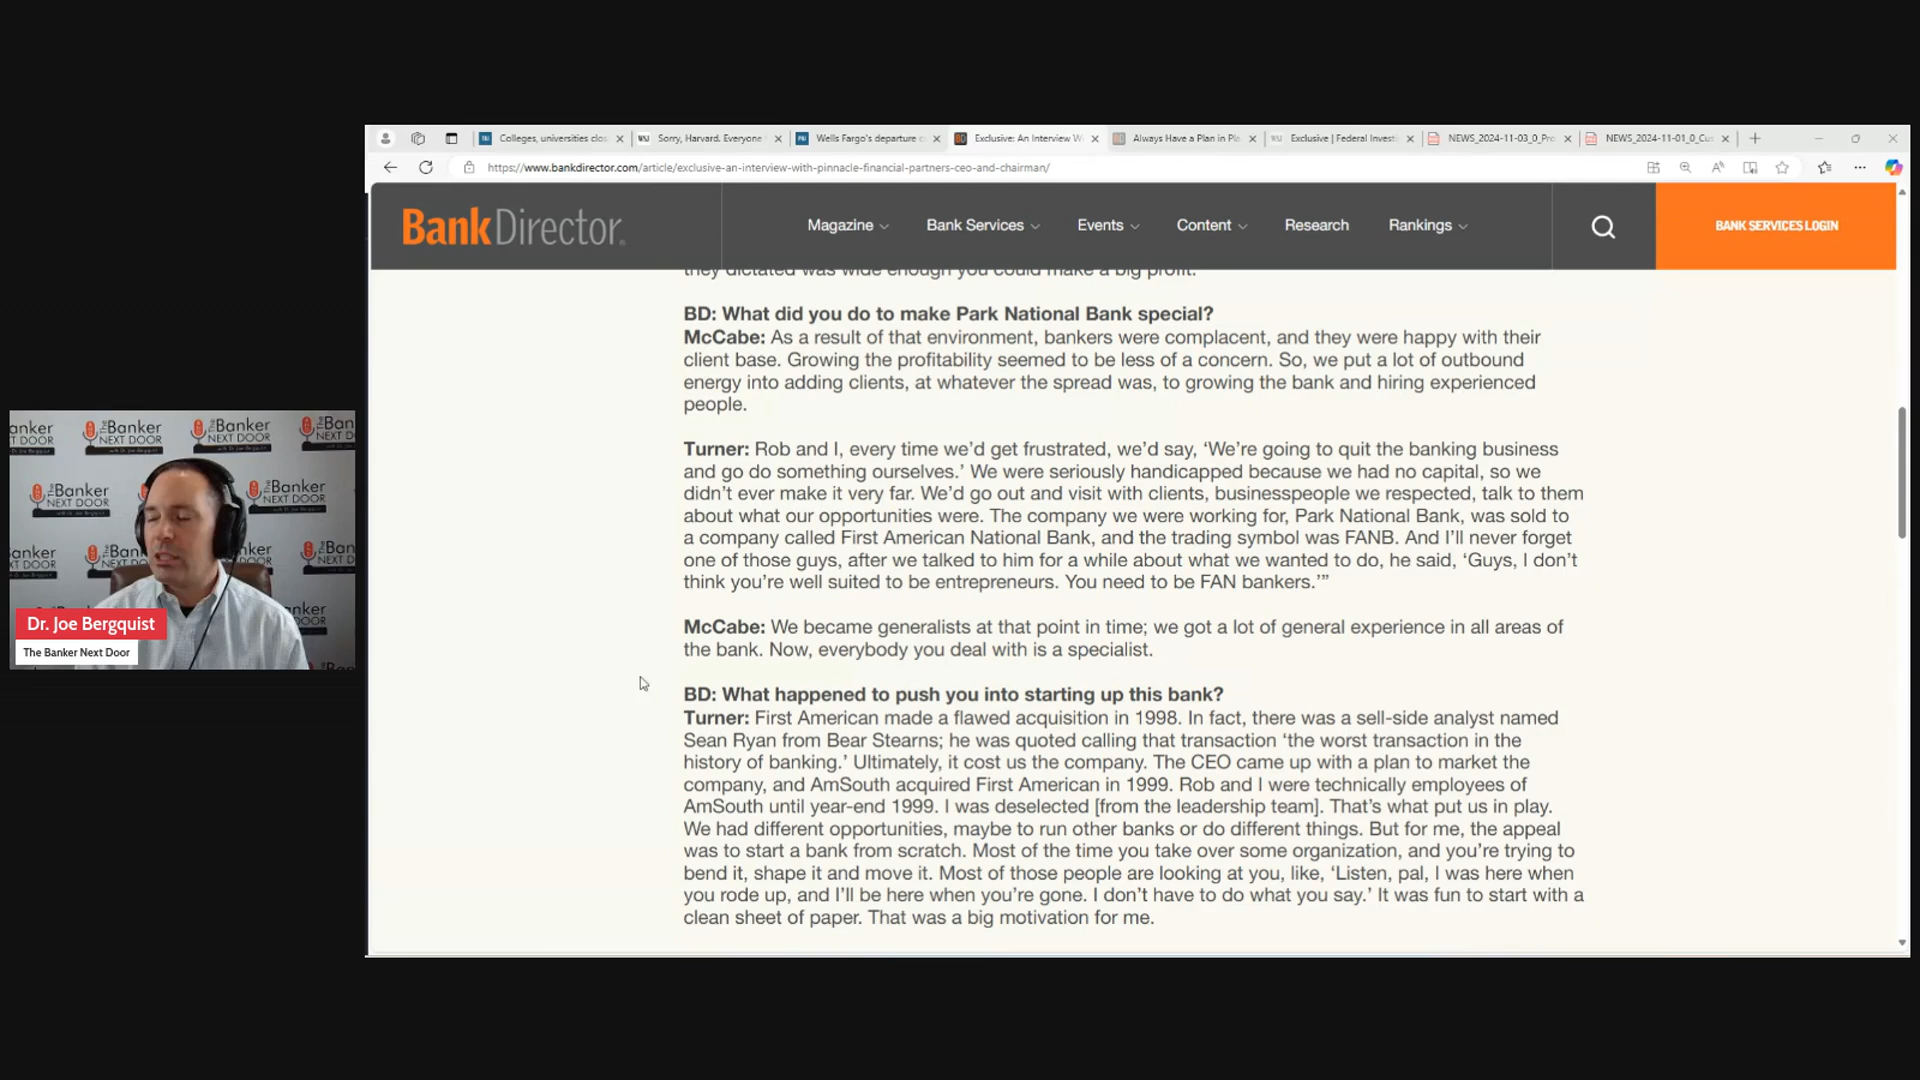 Colleges, universities clos
Sorry, Harvard. Everyone
Wells Fargo's departure
Exclusive: An Interview W
Always Have a Plan in Pl
Exclusive | Federal Investi
NEWS_2024-11-03_0_Pro
NEWS_2024-11-01_0_Cu
https://www.bankdirector.com/article/exclusive-an-interview-with-pinnacle-financial-partners-ceo-and-chairman/
BankDirector.
Magazine
Bank Services
Events
Content
Research
Rankings
BANK SERVICES LOGIN
they dictated was wide enough you could make a big profit.
BD: What did you do to make Park National Bank special?
McCabe: As a result of that environment, bankers were complacent, and they were happy with their
client base. Growing the profitability seemed to be less of a concern. So, we put a lot of outbound
energy into adding clients, at whatever the spread was, to growing the bank and hiring experienced
people.
Turner: Rob and I, every time we’d get frustrated, we’d say, ‘We’re going to quit the banking business
and go do something ourselves.’ We were seriously handicapped because we had no capital, so we
didn’t ever make it very far. We’d go out and visit with clients, businesspeople we respected, talk to them
about what our opportunities were. The company we were working for, Park National Bank, was sold to
a company called First American National Bank, and the trading symbol was FANB. And I’ll never forget
one of those guys, after we talked to him for a while about what we wanted to do, he said, ‘Guys, I don’t
think you’re well suited to be entrepreneurs. You need to be FAN bankers.’”
McCabe: We became generalists at that point in time; we got a lot of general experience in all areas of
the bank. Now, everybody you deal with is a specialist.
BD: What happened to push you into starting up this bank?
Turner: First American made a flawed acquisition in 1998. In fact, there was a sell-side analyst named
Sean Ryan from Bear Stearns; he was quoted calling that transaction ‘the worst transaction in the
history of banking.’ Ultimately, it cost us the company. The CEO came up with a plan to market the
company, and AmSouth acquired First American in 1999. Rob and I were technically employees of
AmSouth until year-end 1999. I was deselected [from the leadership team]. That’s what put us in play.
We had different opportunities, maybe to run other banks or do different things. But for me, the appeal
was to start a bank from scratch. Most of the time you take over some organization, and you’re trying to
bend it, shape it and move it. Most of those people are looking at you, like, ‘Listen, pal, I was here when
you rode up, and I’ll be here when you’re gone. I don’t have to do what you say.’ It was fun to start with a
clean sheet of paper. That was a big motivation for me.
The Banker
NEXT DOOR
Dr. Joe Bergquist
The Banker Next Door